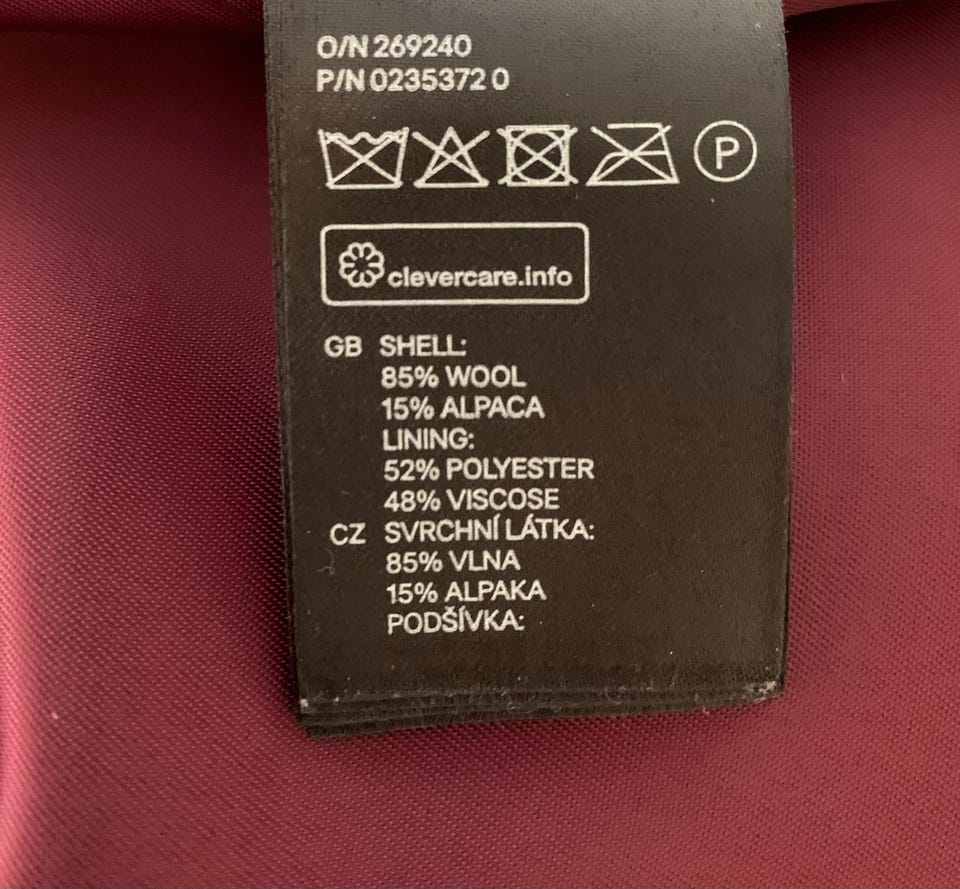 O/N 269240
P/N 0235372 0
P
clevercare.info
GB SHELL:
85% WOOL
15% ALPACA
LINING:
52% POLYESTER
48% VISCOSE
CZ SVRCHNÍ LÁTKA:
85% VLNA
15% ALPAKA
PODŠÍVKA: